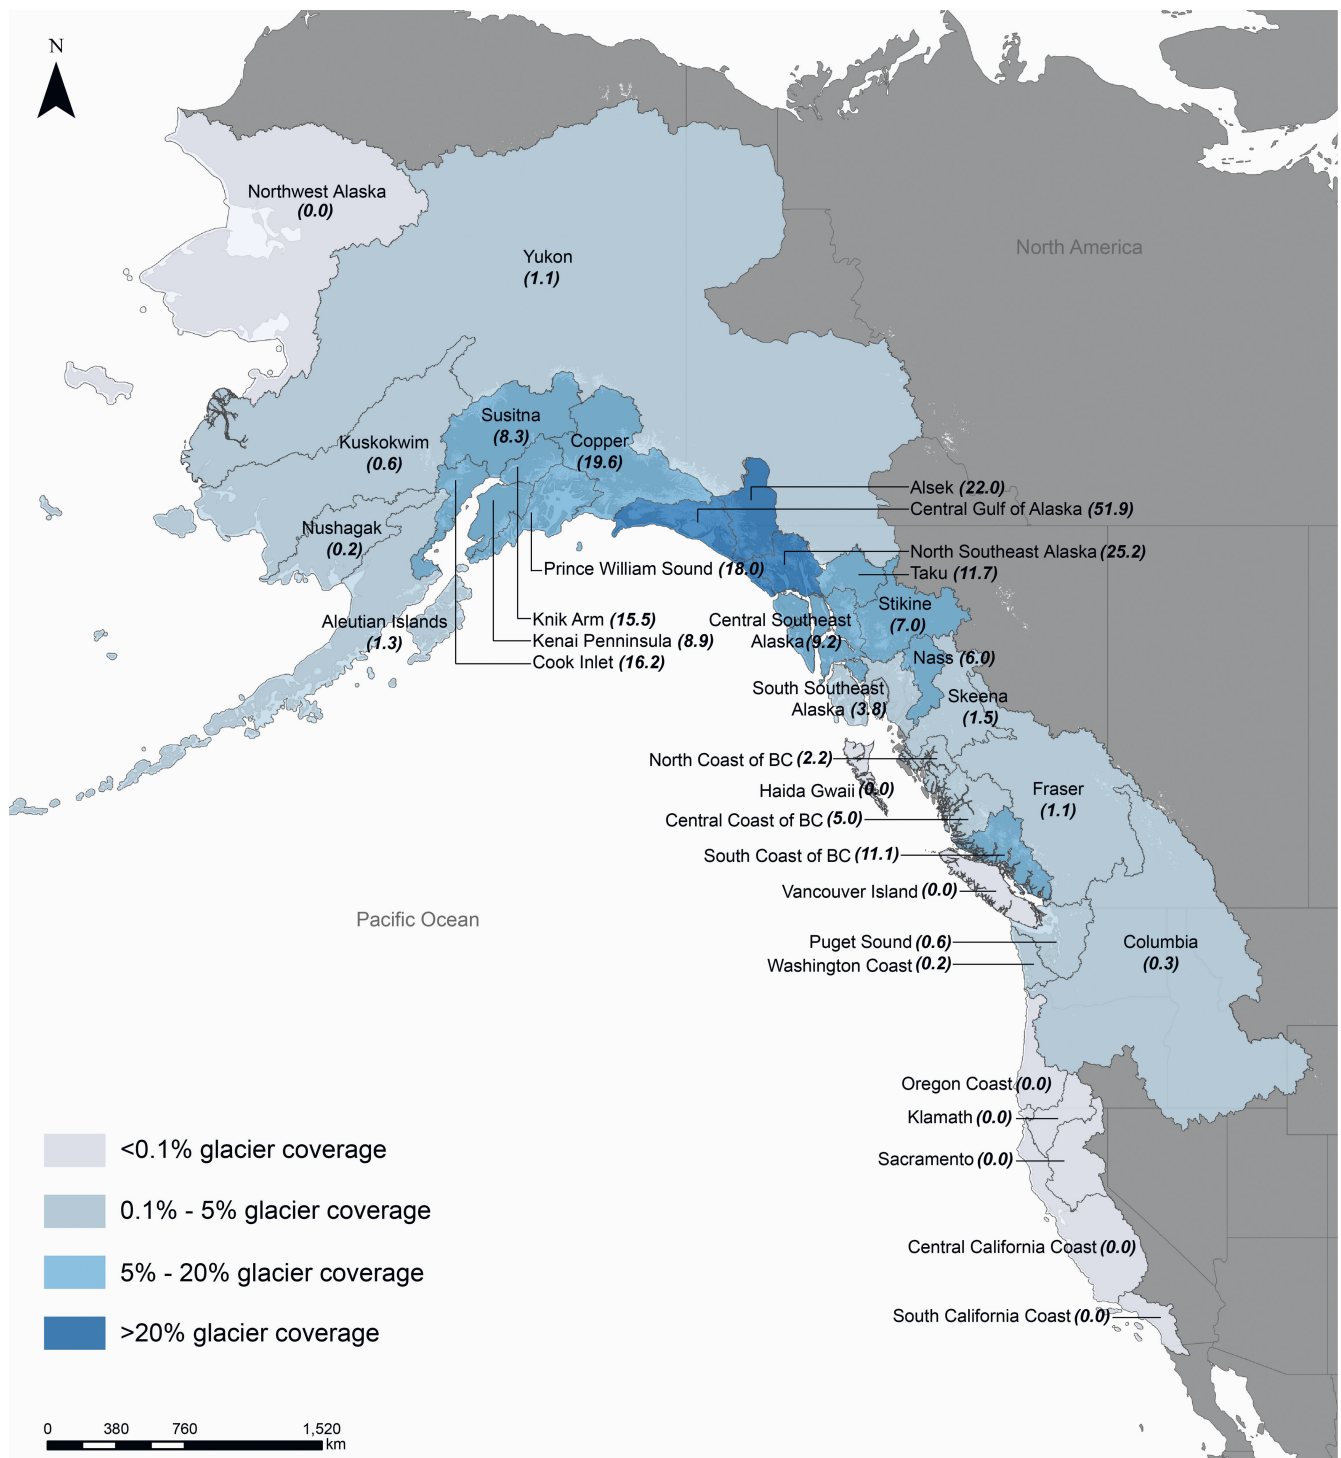 N
Northwest Alaska
(0.0)
North America
Yukon
(1.1)
Susitna
(8.3)
Copper
(19.6)
Kuskokwim
(0.6)
Alsek (22.0)
Central Gulf of Alaska (51.9)
Nushagak
(0.2)
North Southeast Alaska (25.2)
Prince William Sound (18.0)
Taku (11.7)
Stikine
(7.0)
Aleutian Islands
(1.3)
Knik Arm (15.5)
Kenai Penninsula (8.9)
Cook Inlet (16.2)
Central Southeast
Alaska (9.2)
Nass (6.0)
South Southeast
Alaska (3.8)
Skeena
(1.5)
North Coast of BC (2.2)
Haida Gwaii (0.0)
Fraser
(1.1)
Central Coast of BC (5.0)
South Coast of BC (11.1)
Vancouver Island (0.0)
Pacific Ocean
Puget Sound (0.6)
Washington Coast (0.2)
Columbia
(0.3)
Oregon Coast (0.0)
Klamath (0.0)
Sacramento (0.0)
Central California Coast (0.0)
South California Coast (0.0)
<0.1% glacier coverage
0.1% - 5% glacier coverage
5% - 20% glacier coverage
>20% glacier coverage
0 380 760 1,520
km